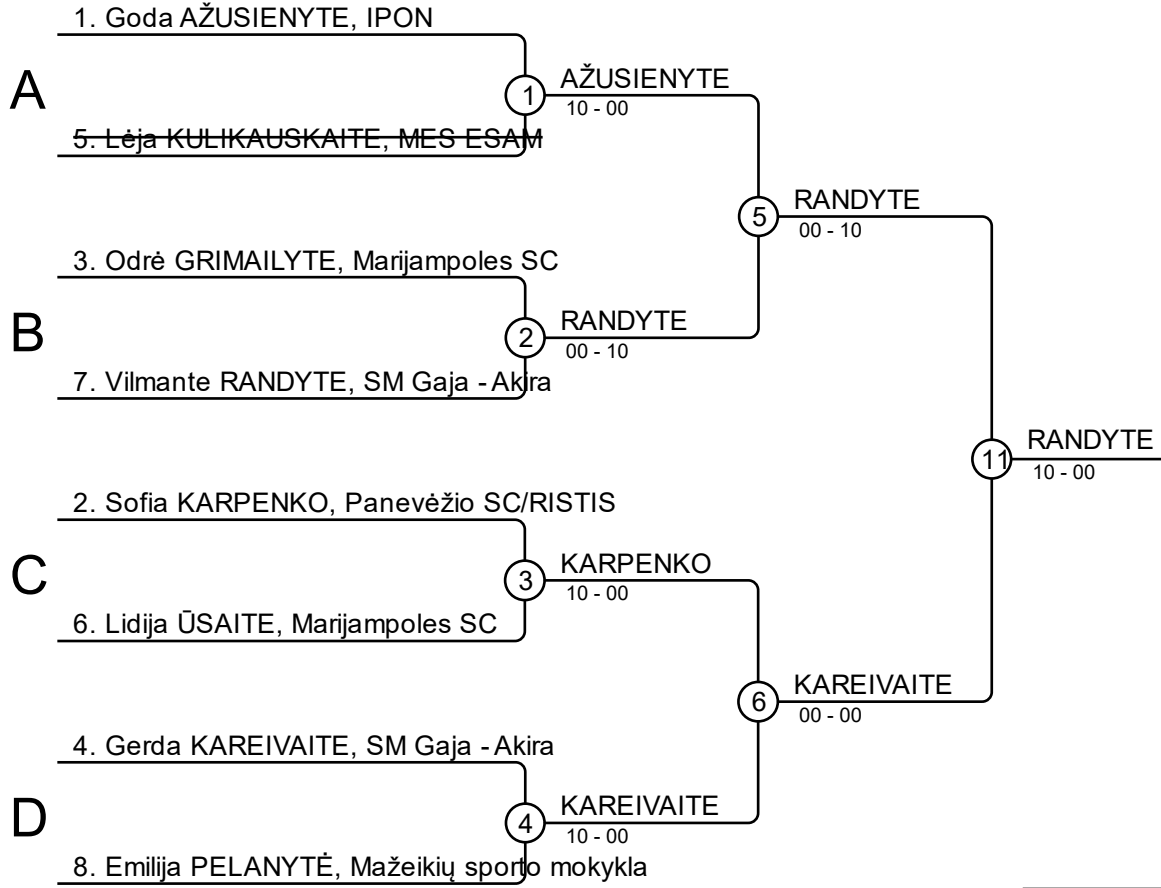 1. Goda AŽUSIENYTE, IPON
A
1
AŽUSIENYTE
10 - 00
5. Lėja KULIKAUSKAITE, MES ESAM
5
RANDYTE
00 - 10
3. Odrė GRIMAILYTE, Marijampoles SC
B
2
RANDYTE
00 - 10
7. Vilmante RANDYTE, SM Gaja - Akira
11
RANDYTE
10 - 00
2. Sofia KARPENKO, Panevėžio SC/RISTIS
C
3
KARPENKO
10 - 00
6. Lidija ŪSAITE, Marijampoles SC
6
KAREIVAITE
00 - 00
4. Gerda KAREIVAITE, SM Gaja - Akira
D
4
KAREIVAITE
10 - 00
8. Emilija PELANYTĖ, Mažeikių sporto mokykla